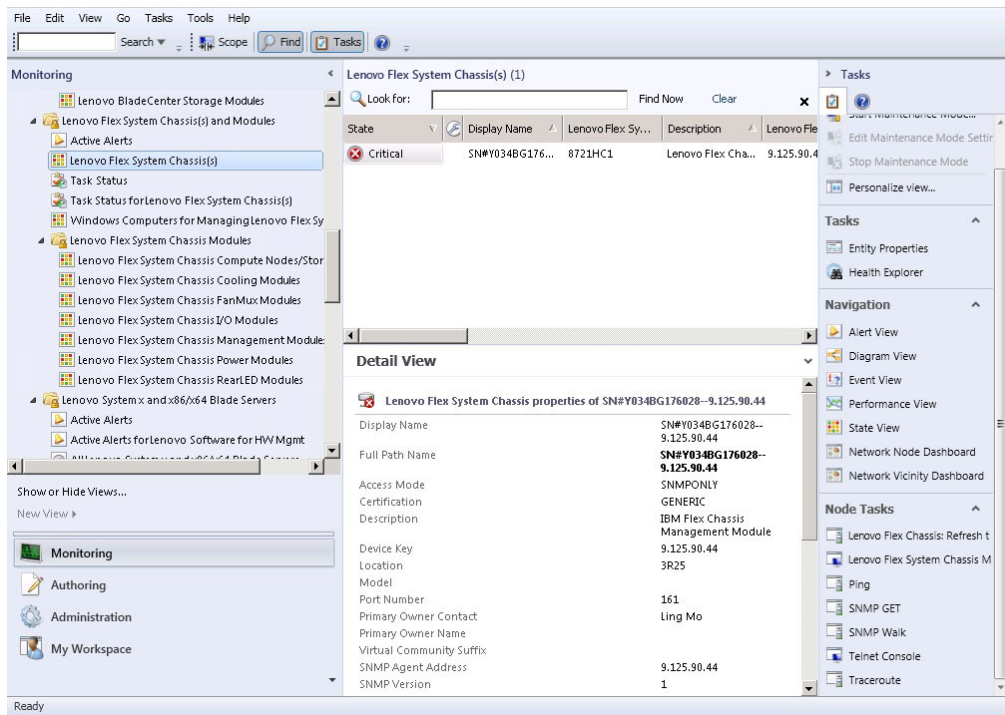 File Edit View Go Tasks Tools Help
Search Scope Find Tasks
Monitoring
Lenovo BladeCenter Storage Modules
Lenovo Flex System Chassis(s) and Modules
Active Alerts
Lenovo Flex System Chassis(s)
Task Status
Task Status for Lenovo Flex System Chassis(s)
Windows Computers for Managing Lenovo Flex Sy
Lenovo Flex System Chassis Modules
Lenovo Flex System Chassis Compute Nodes/Stor
Lenovo Flex System Chassis Cooling Modules
Lenovo Flex System Chassis FanMux Modules
Lenovo Flex System Chassis I/O Modules
Lenovo Flex System Chassis Management Module:
Lenovo Flex System Chassis Power Modules
Lenovo Flex System Chassis RearLED Modules
Lenovo System x and x86/x64 Blade Servers
Active Alerts
Active Alerts for Lenovo Software for HW Mgmt
Show or Hide Views...
New View
Monitoring
Authoring
Administration
My Workspace
Lenovo Flex System Chassis(s) (1)
Look for: Find Now Clear
State Display Name Lenovo Flex Sy... Description Lenovo Fle
Critical SN#Y034BG176... 8721HC1 Lenovo Flex Cha... 9.125.90.4
Detail View
Lenovo Flex System Chassis properties of SN#Y034BG176028--9.125.90.44
Display Name SN#Y034BG176028--
9.125.90.44
Full Path Name SN#Y034BG176028--
9.125.90.44
Access Mode SNMPONLY
Certification GENERIC
Description IBM Flex Chassis
Management Module
Device Key 9.125.90.44
Location 3R25
Model
Port Number 161
Primary Owner Contact Ling Mo
Primary Owner Name
Virtual Community Suffix
SNMP Agent Address 9.125.90.44
SNMP Version 1
Tasks
Start Maintenance Mode...
Edit Maintenance Mode Settin
Stop Maintenance Mode
Personalize view...
Tasks
Entity Properties
Health Explorer
Navigation
Alert View
Diagram View
Event View
Performance View
State View
Network Node Dashboard
Network Vicinity Dashboard
Node Tasks
Lenovo Flex Chassis: Refresh t
Lenovo Flex System Chassis M
Ping
SNMP GET
SNMP Walk
Telnet Console
Traceroute
Ready